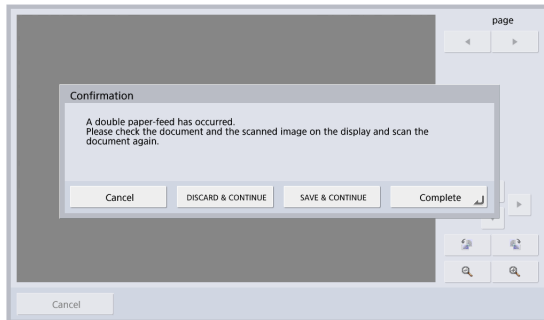 page
Confirmation
A double paper-feed has occurred.
Please check the document and the scanned image on the display and scan the
document again.
Cancel
DISCARD & CONTINUE
SAVE & CONTINUE
Complete
Cancel